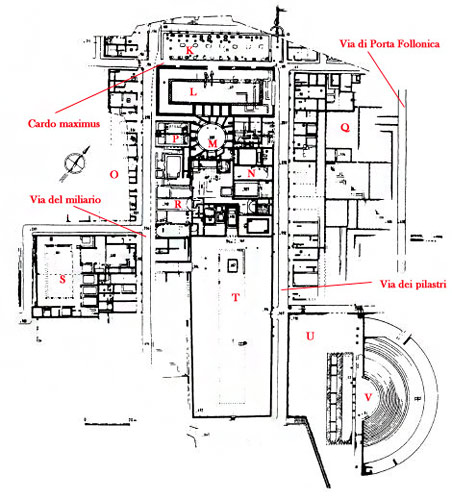 K
Via di Porta Follonica
L
Cardo maximus
Q
P
M
O
N
Via del miliario
R
S
Via dei pilastri
T
U
V